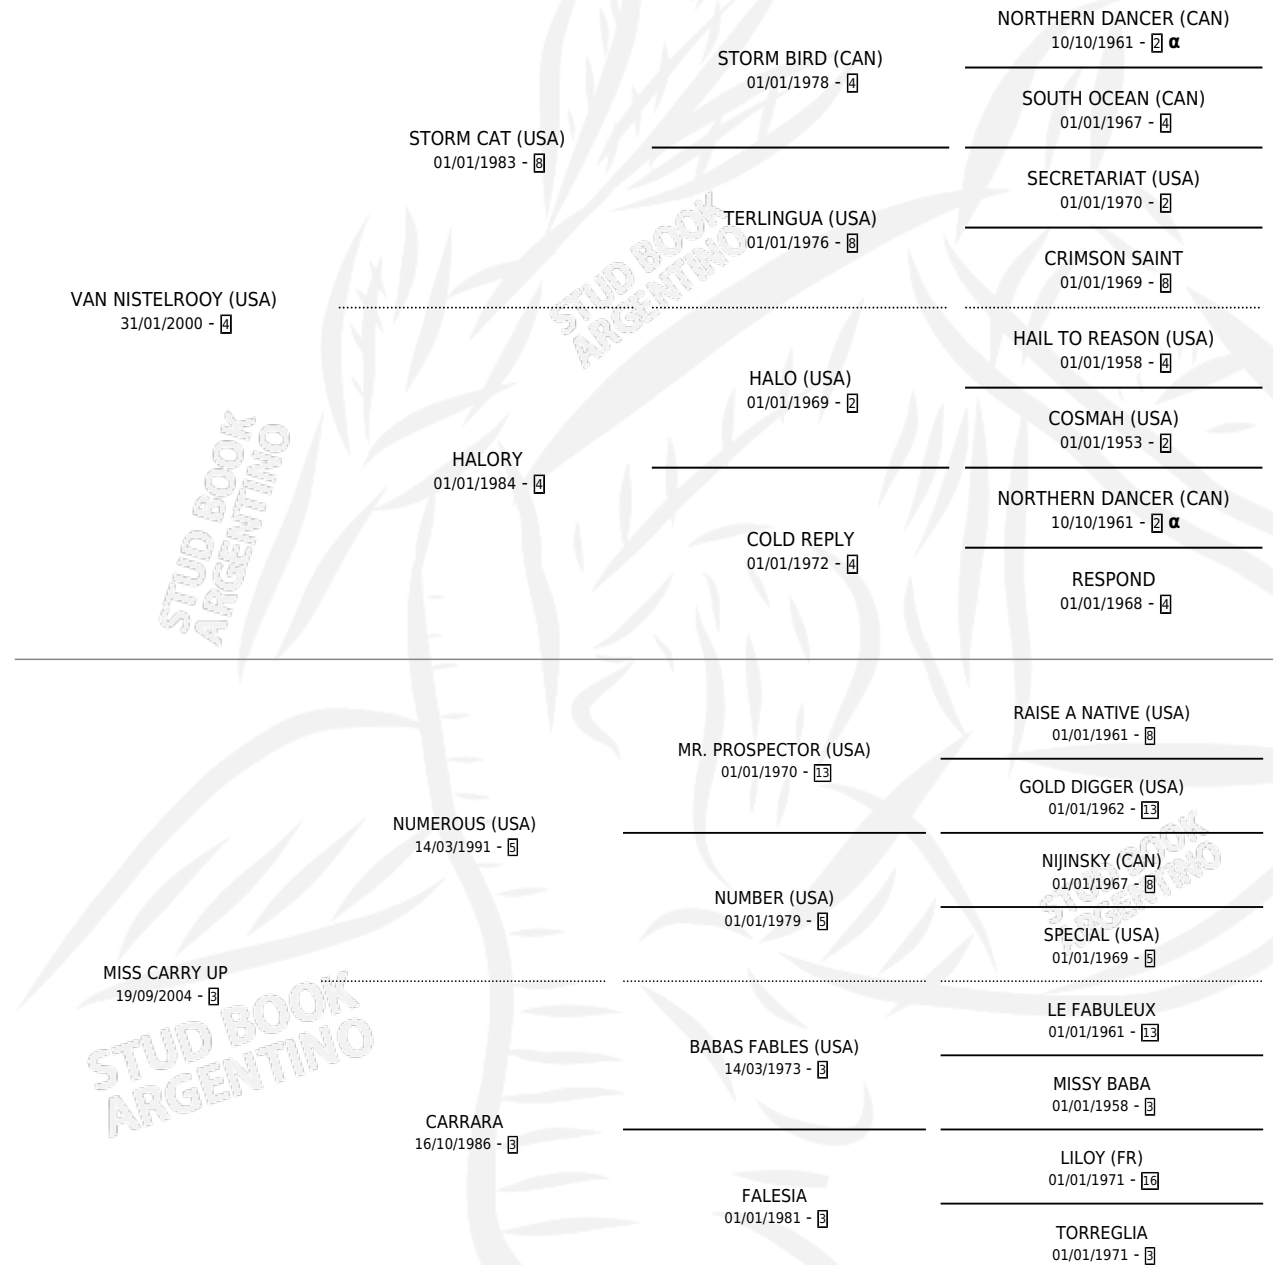 NORTHERN DANCER (CAN)
10/10/1961 - 2 α
STORM BIRD (CAN)
01/01/1978 - 4
SOUTH OCEAN (CAN)
01/01/1967 - 4
STORM CAT (USA)
01/01/1983 - 8
SECRETARIAT (USA)
01/01/1970 - 2
TERLINGUA (USA)
01/01/1976 - 8
CRIMSON SAINT
01/01/1969 - 8
VAN NISTELROOY (USA)
31/01/2000 - 4
HAIL TO REASON (USA)
01/01/1958 - 4
HALO (USA)
01/01/1969 - 2
COSMAH (USA)
01/01/1953 - 2
HALORY
01/01/1984 - 4
NORTHERN DANCER (CAN)
10/10/1961 - 2 α
COLD REPLY
01/01/1972 - 4
RESPOND
01/01/1968 - 4
RAISE A NATIVE (USA)
01/01/1961 - 8
MR. PROSPECTOR (USA)
01/01/1970 - 13
GOLD DIGGER (USA)
01/01/1962 - 13
NUMEROUS (USA)
14/03/1991 - 5
NIJINSKY (CAN)
01/01/1967 - 8
NUMBER (USA)
01/01/1979 - 5
SPECIAL (USA)
01/01/1969 - 5
MISS CARRY UP
19/09/2004 - 3
LE FABULEUX
01/01/1961 - 13
BABAS FABLES (USA)
14/03/1973 - 3
MISSY BABA
01/01/1958 - 3
CARRARA
16/10/1986 - 3
LILOY (FR)
01/01/1971 - 16
FALESIA
01/01/1981 - 3
TORREGLIA
01/01/1971 - 3
STUD BOOK
ARGENTINO
STUD BOOK
ARGENTINO
STUD BOOK
ARGENTINO
STUD BOOK
ARGENTINO